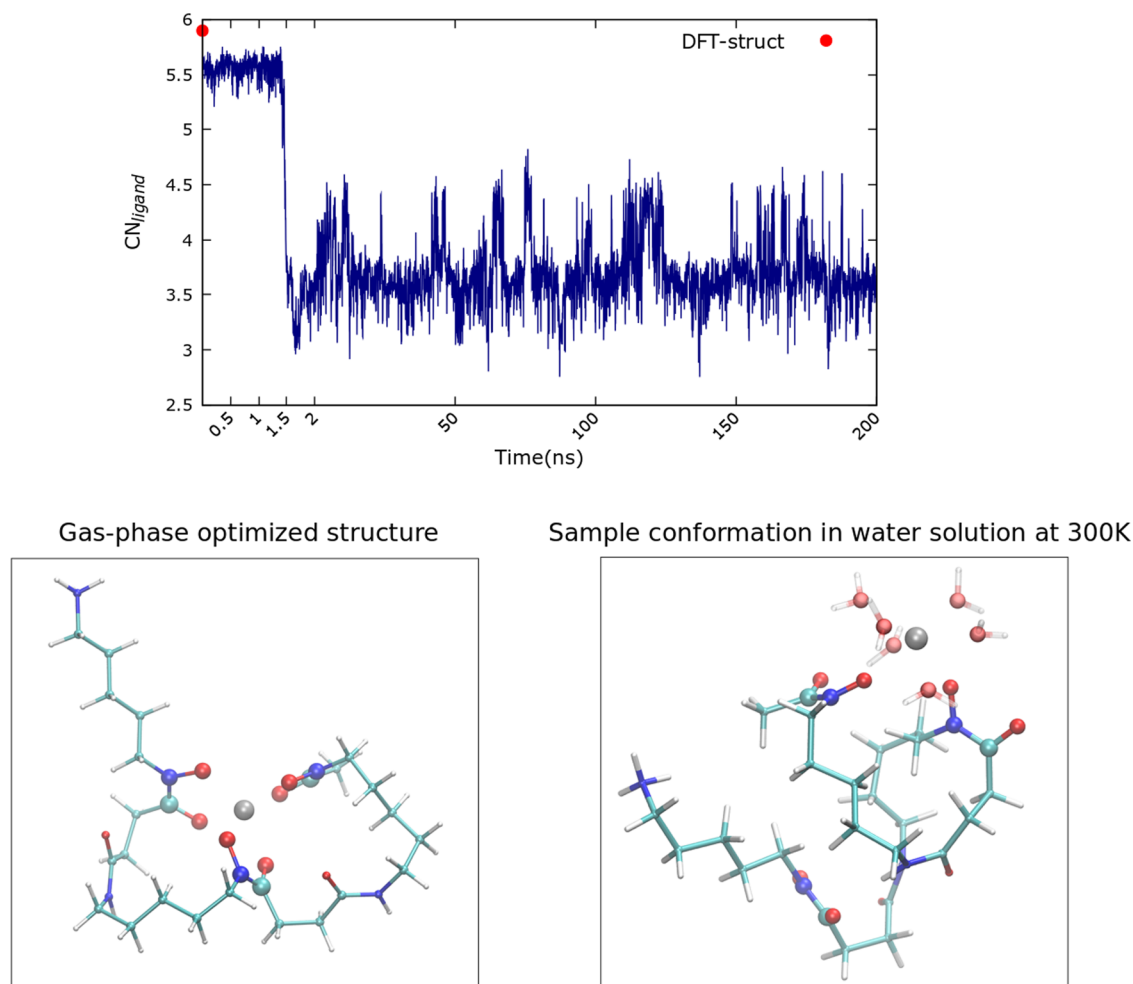 6
5.5
5
4.5
4
3.5
3
2.5
CNligand
DFT-struct
0.5 1 1.5 2 50 100 150 200
Time(ns)
Gas-phase optimized structure
Sample conformation in water solution at 300K